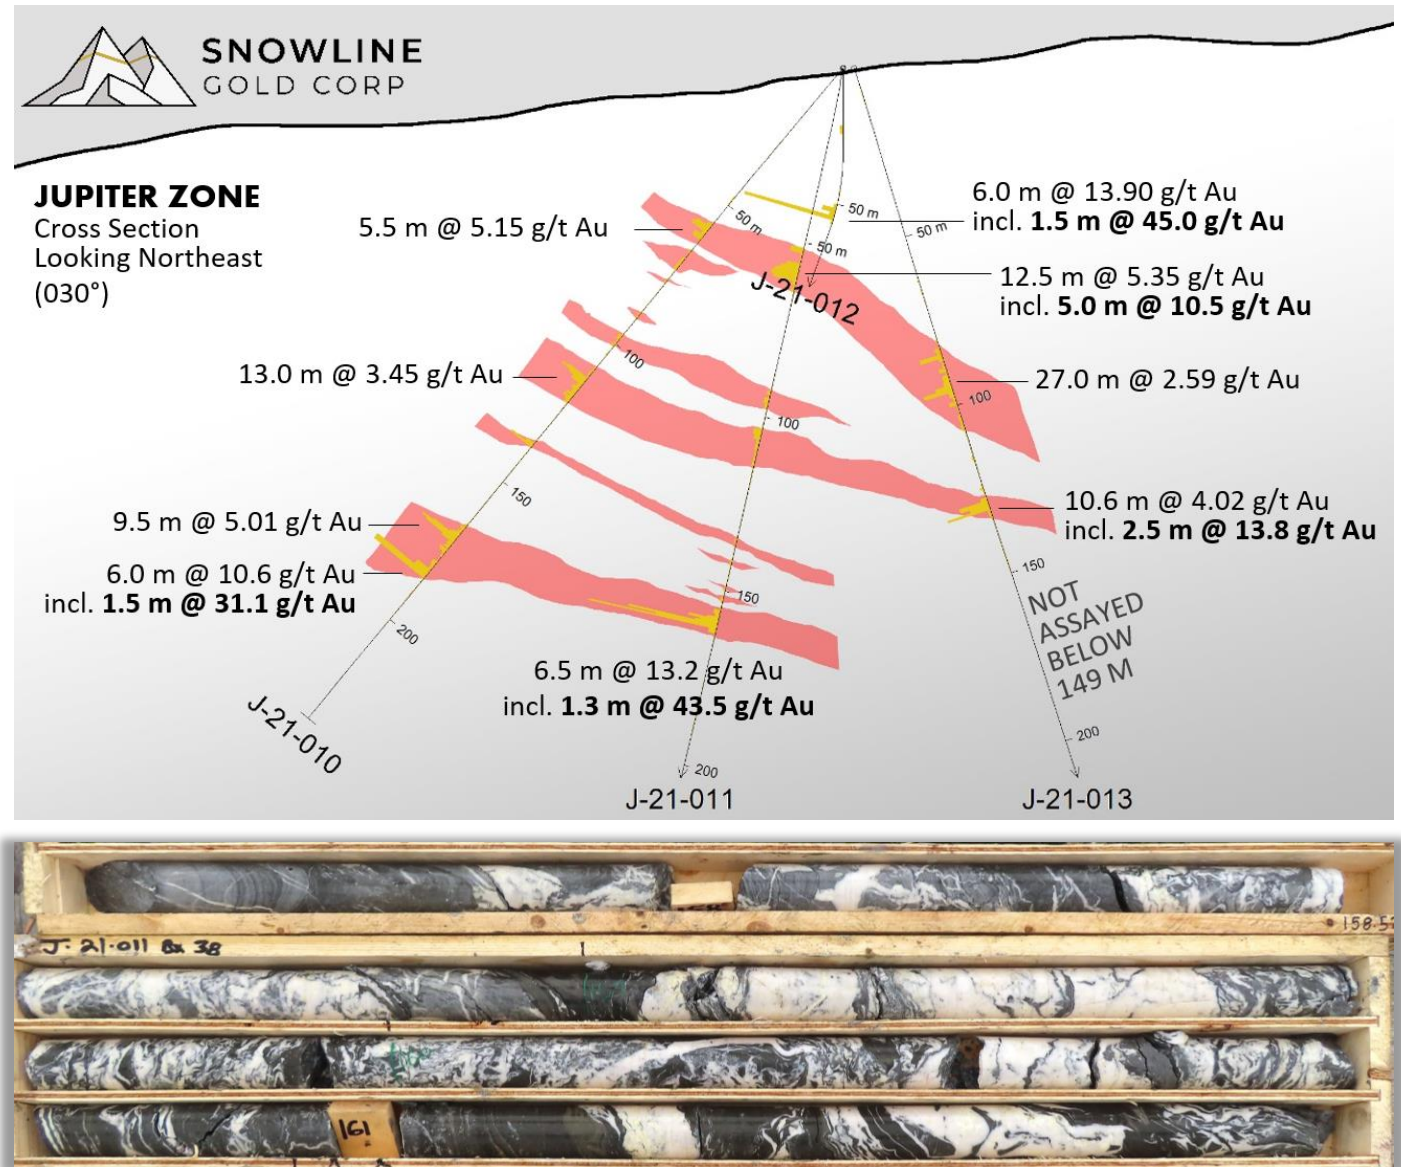 SNOWLINE
GOLD CORP
JUPITER ZONE
Cross Section
Looking Northeast
(030°)
5.5 m @ 5.15 g/t Au
6.0 m @ 13.90 g/t Au
incl. 1.5 m @ 45.0 g/t Au
50 m
50 m
50 m
50 m
12.5 m @ 5.35 g/t Au
incl. 5.0 m @ 10.5 g/t Au
J-21-012
13.0 m @ 3.45 g/t Au
100
27.0 m @ 2.59 g/t Au
100
100
9.5 m @ 5.01 g/t Au
150
10.6 m @ 4.02 g/t Au
incl. 2.5 m @ 13.8 g/t Au
6.0 m @ 10.6 g/t Au
incl. 1.5 m @ 31.1 g/t Au
150
150
NOT
ASSAYED
BELOW
149 M
200
6.5 m @ 13.2 g/t Au
incl. 1.3 m @ 43.5 g/t Au
J-21-010
200
200
J-21-011
J-21-013
J-21-011 Bx 38
161